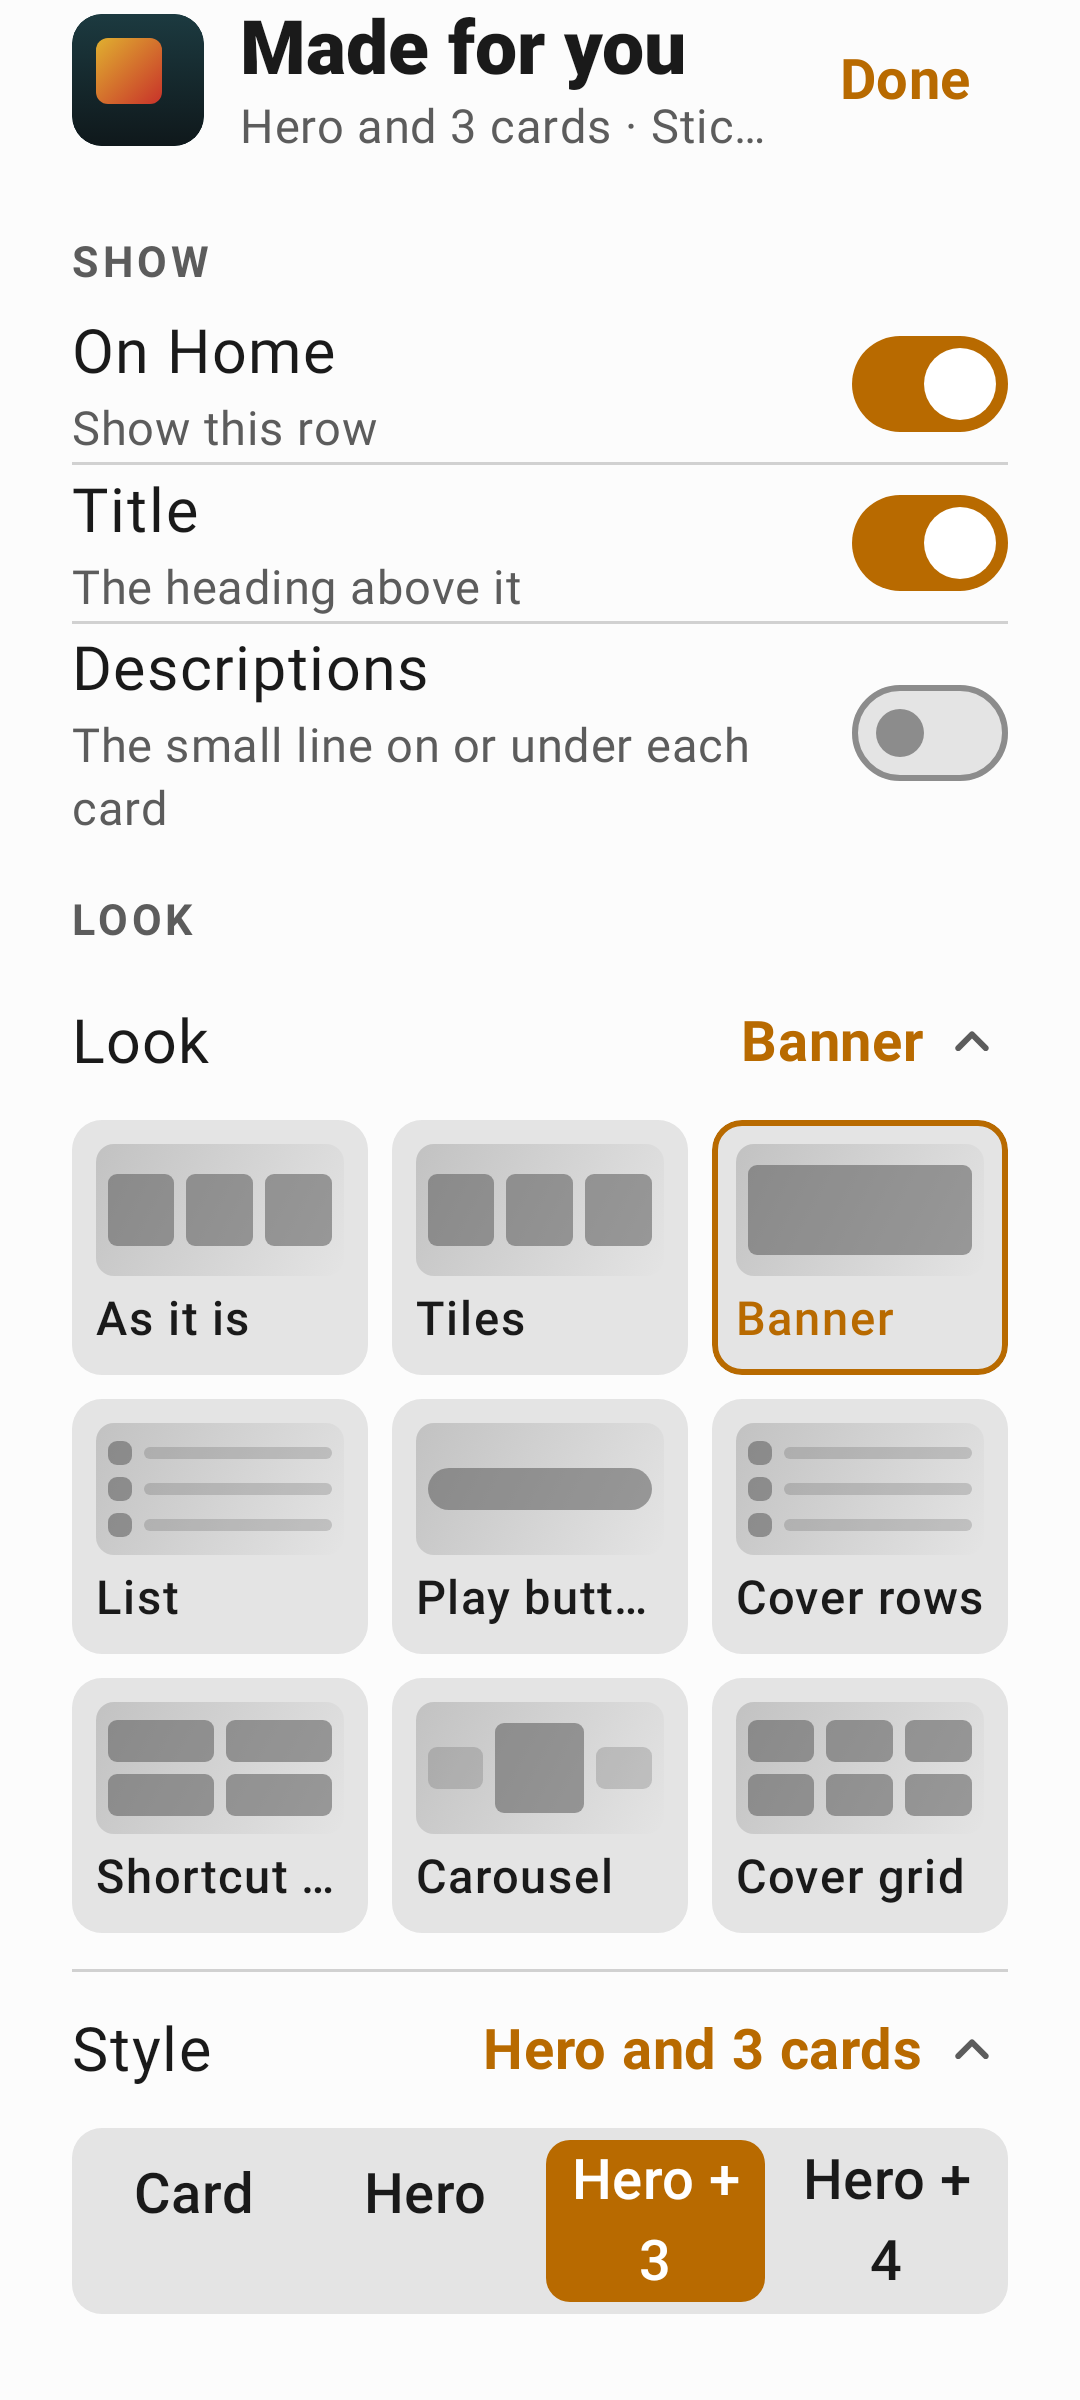 Made for you
Done
Hero and 3 cards · Stic…
SHOW
On Home
Show this row
Title
The heading above it
Descriptions
The small line on or under each
card
LOOK
Look
Banner
As it is
Tiles
Banner
List
Play butt…
Cover rows
Shortcut …
Carousel
Cover grid
Style
Hero and 3 cards
Card
Hero
Hero +
3
Hero +
4